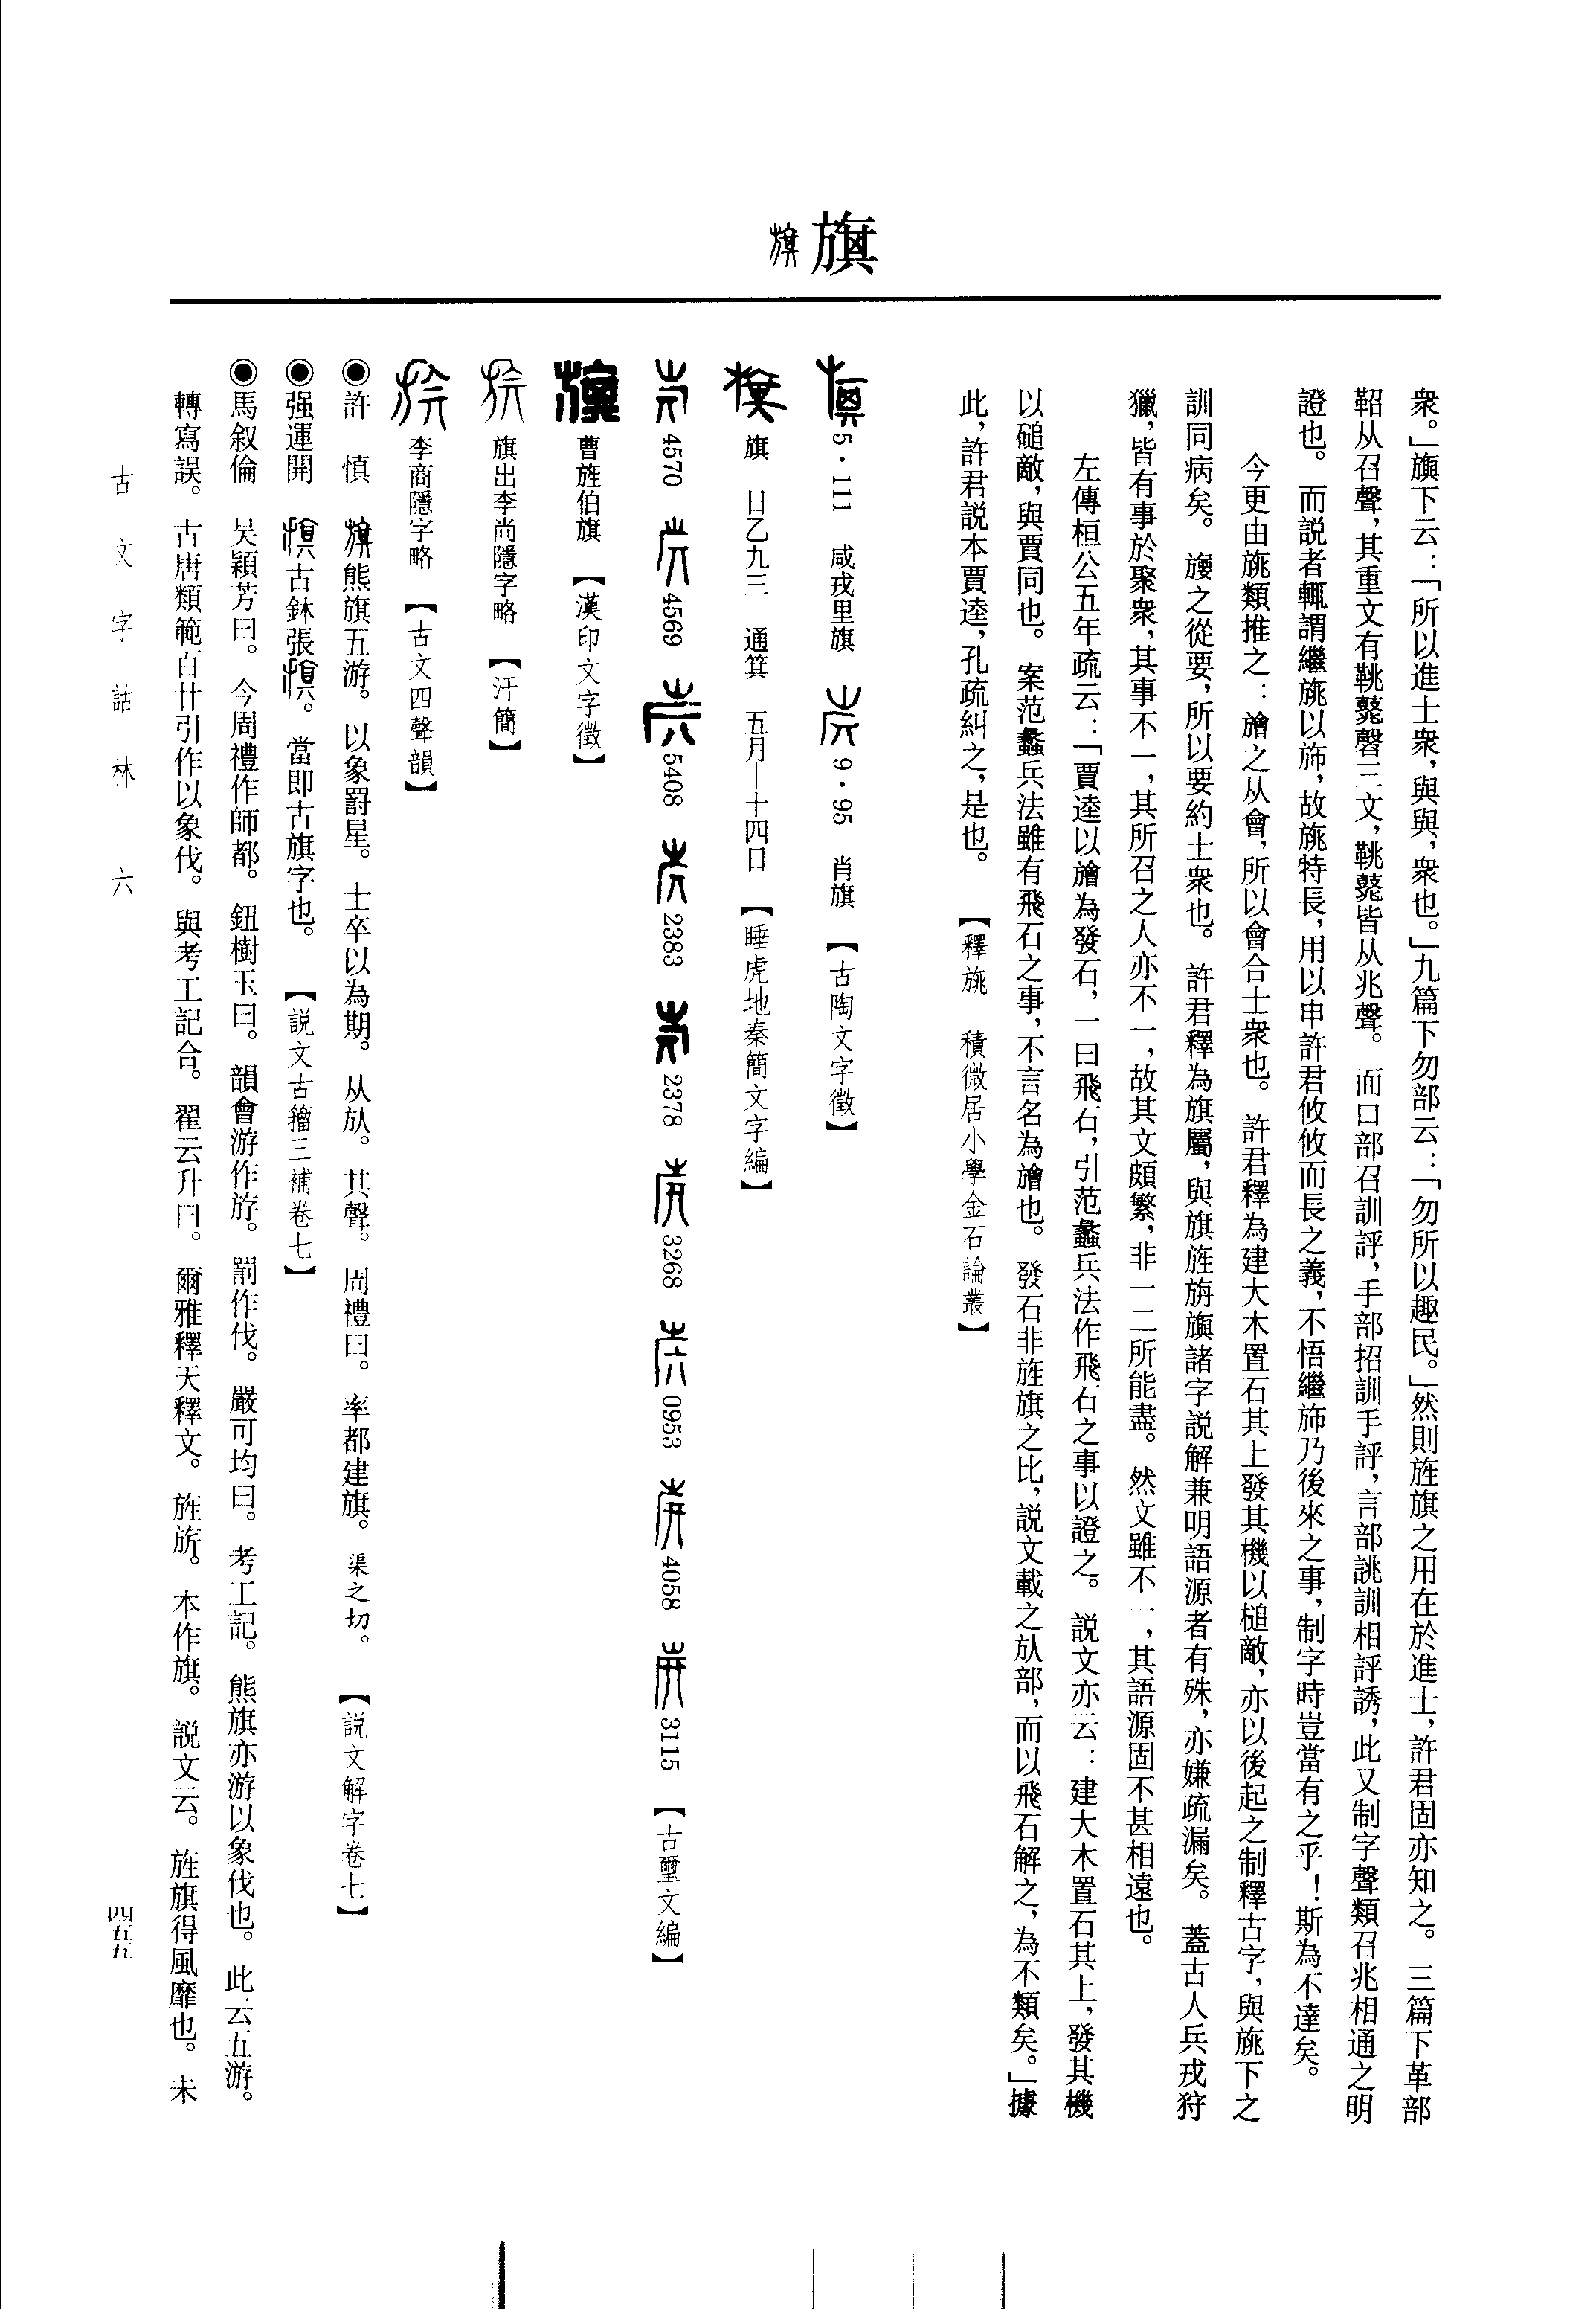 旗
衆。」旟下云：「所以進士衆，與與，衆也。」九篇下勿部云：「勿所以趣民。」然則旌旗之用在於進士，許君固亦知之。三篇下革部
鞀从召聲，其重文有鞉鼗磬三文，鞉鼗皆从兆聲。而口部召訓評，手部招訓手評，言部誂訓相評誘，此又制字聲類召兆相通之明
證也。而說者輒謂繼旐以斾，故旐特長，用以申許君攸攸而長之義，不悟繼斾乃後來之事，制字時豈當有之乎！斯為不達矣。
今更由旐類推之：旝之从會，所以會合士衆也。許君釋為建大木置石其上發其機以槌敵，亦以後起之制釋古字，與旐下之
訓同病矣。㫏之從要，所以要約士衆也。許君釋為旗屬，與旗旌旃旟諸字説解兼明語源者有殊，亦嫌疏漏矣。蓋古人兵戎狩
獵，皆有事於聚衆，其事不一，其所召之人亦不一，故其文頗繁，非一二所能盡。然文雖不一，其語源固不甚相遠也。
左傳桓公五年疏云：「賈逵以旝為發石，一曰飛石，引范蠡兵法作飛石之事以證之。説文亦云：建大木置石其上，發其機
以磓敵，與賈同也。案范蠡兵法雖有飛石之事，不言名為旝也。發石非旌旗之比，説文載之㫃部，而以飛石解之，為不類矣。」據
此，許君説本賈逵，孔疏糾之，是也。【釋旐　積微居小學金石論叢】
5·111　咸戎里旗　9·95　肖旗　【古陶文字徵】
旗　日乙九三　通箕　五月—十四日　【睡虎地秦簡文字編】
4570　4569　5408　2383　2378　3268　0953　4058　3115　【古璽文編】
曹旌伯旗　【漢印文字徵】
旗出李尚隱字略　【汗簡】
李商隱字略　【古文四聲韻】
◉許　慎　熊旗五游。以象罸星。士卒以為期。从㫃。其聲。周禮曰。率都建旗。渠之切。【説文解字卷七】
◉强運開　古鉥張。當即古旗字也。【説文古籀三補卷七】
◉馬叙倫　吴穎芳曰。今周禮作師都。鈕樹玉曰。韻會游作斿。罰作伐。嚴可均曰。考工記。熊旗亦游以象伐也。此云五游。
轉寫誤。古唐類範百廿引作以象伐。與考工記合。翟云升曰。爾雅釋天釋文。旌旂。本作旗。説文云。旌旗得風靡也。未
古文字詁林　六
四五五